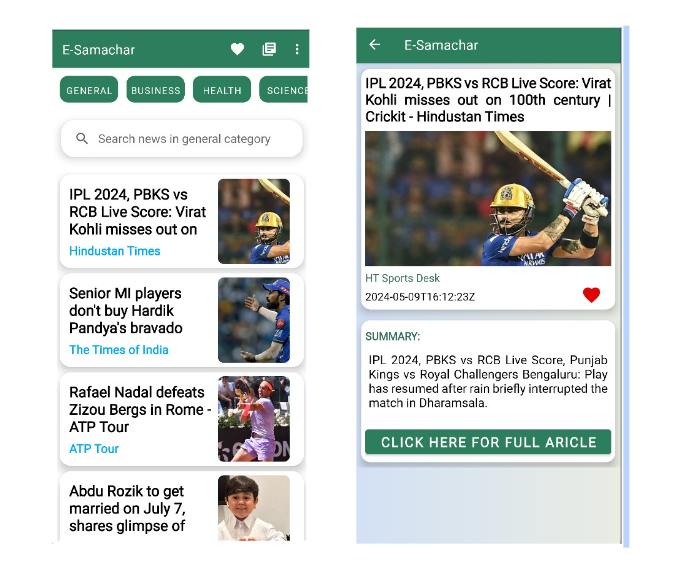 E-Samachar
GENERAL
BUSINESS
HEALTH
SCIENCE
Search news in general category
IPL 2024, PBKS vs
RCB Live Score: Virat
Kohli misses out on
Hindustan Times
Senior MI players
don't buy Hardik
Pandya's bravado
The Times of India
Rafael Nadal defeats
Zizou Bergs in Rome -
ATP Tour
ATP Tour
Abdu Rozik to get
married on July 7,
shares glimpse of
E-Samachar
IPL 2024, PBKS vs RCB Live Score: Virat
Kohli misses out on 100th century |
Crickit - Hindustan Times
HT Sports Desk
2024-05-09T16:12:23Z
SUMMARY:
IPL 2024, PBKS vs RCB Live Score, Punjab
Kings vs Royal Challengers Bengaluru: Play
has resumed after rain briefly interrupted the
match in Dharamsala.
CLICK HERE FOR FULL ARICLE